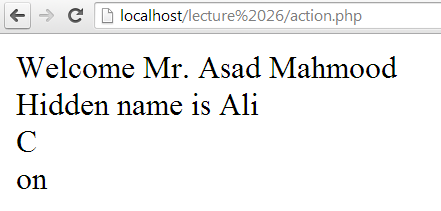 localhost/lecture%2026/action.php
Welcome Mr. Asad Mahmood
Hidden name is Ali
C
on